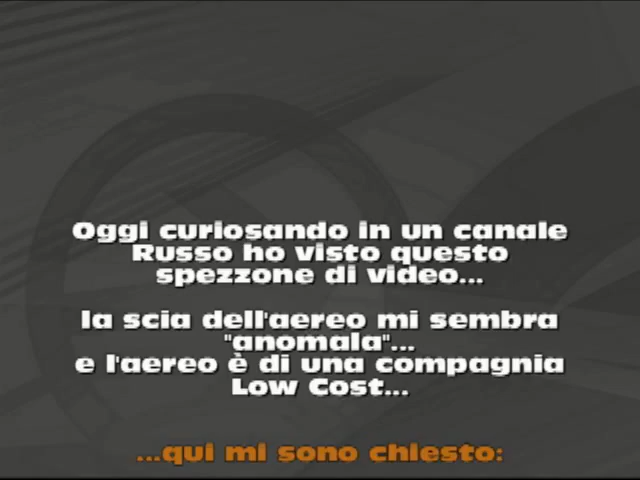 Oggi curiosando in un canale
Russo ho visto questo
spezzone di video...
la scia dell'aereo mi sembra
"anomala"...
e l'aereo è di una compagnia
Low Cost...
...qui mi sono chiesto: